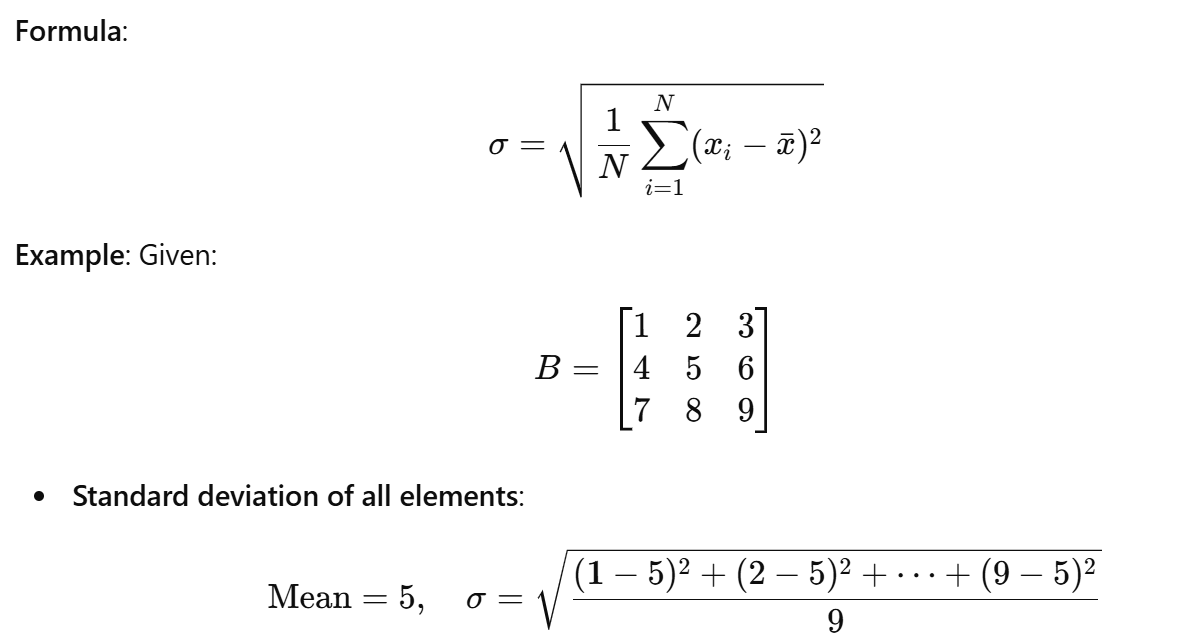 Formula:
σ = √(1/N ∑_{i=1}^{N} (x_i − x̄)²)
Example: Given:
B = [1 2 3
4 5 6
7 8 9]
• Standard deviation of all elements:
Mean = 5, σ = √(((1 − 5)² + (2 − 5)² + ⋯ + (9 − 5)²)/9)